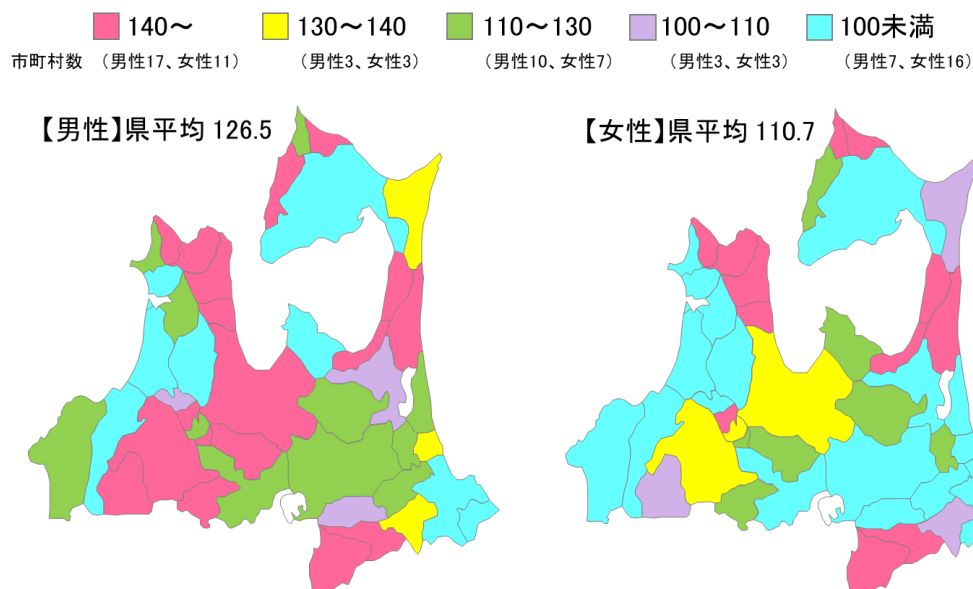 140～ 130～140 110～130 100～110 100未満
市町村数 （男性17、女性11） （男性3、女性3） （男性10、女性7） （男性3、女性3） （男性7、女性16）
【男性】県平均 126.5 【女性】県平均 110.7